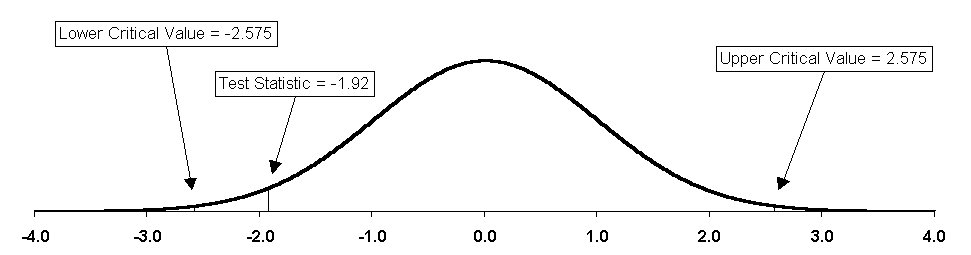 Lower Critical Value = -2.575
Upper Critical Value = 2.575
Test Statistic = -1.92
-4.0 -3.0 -2.0 -1.0 0.0 1.0 2.0 3.0 4.0